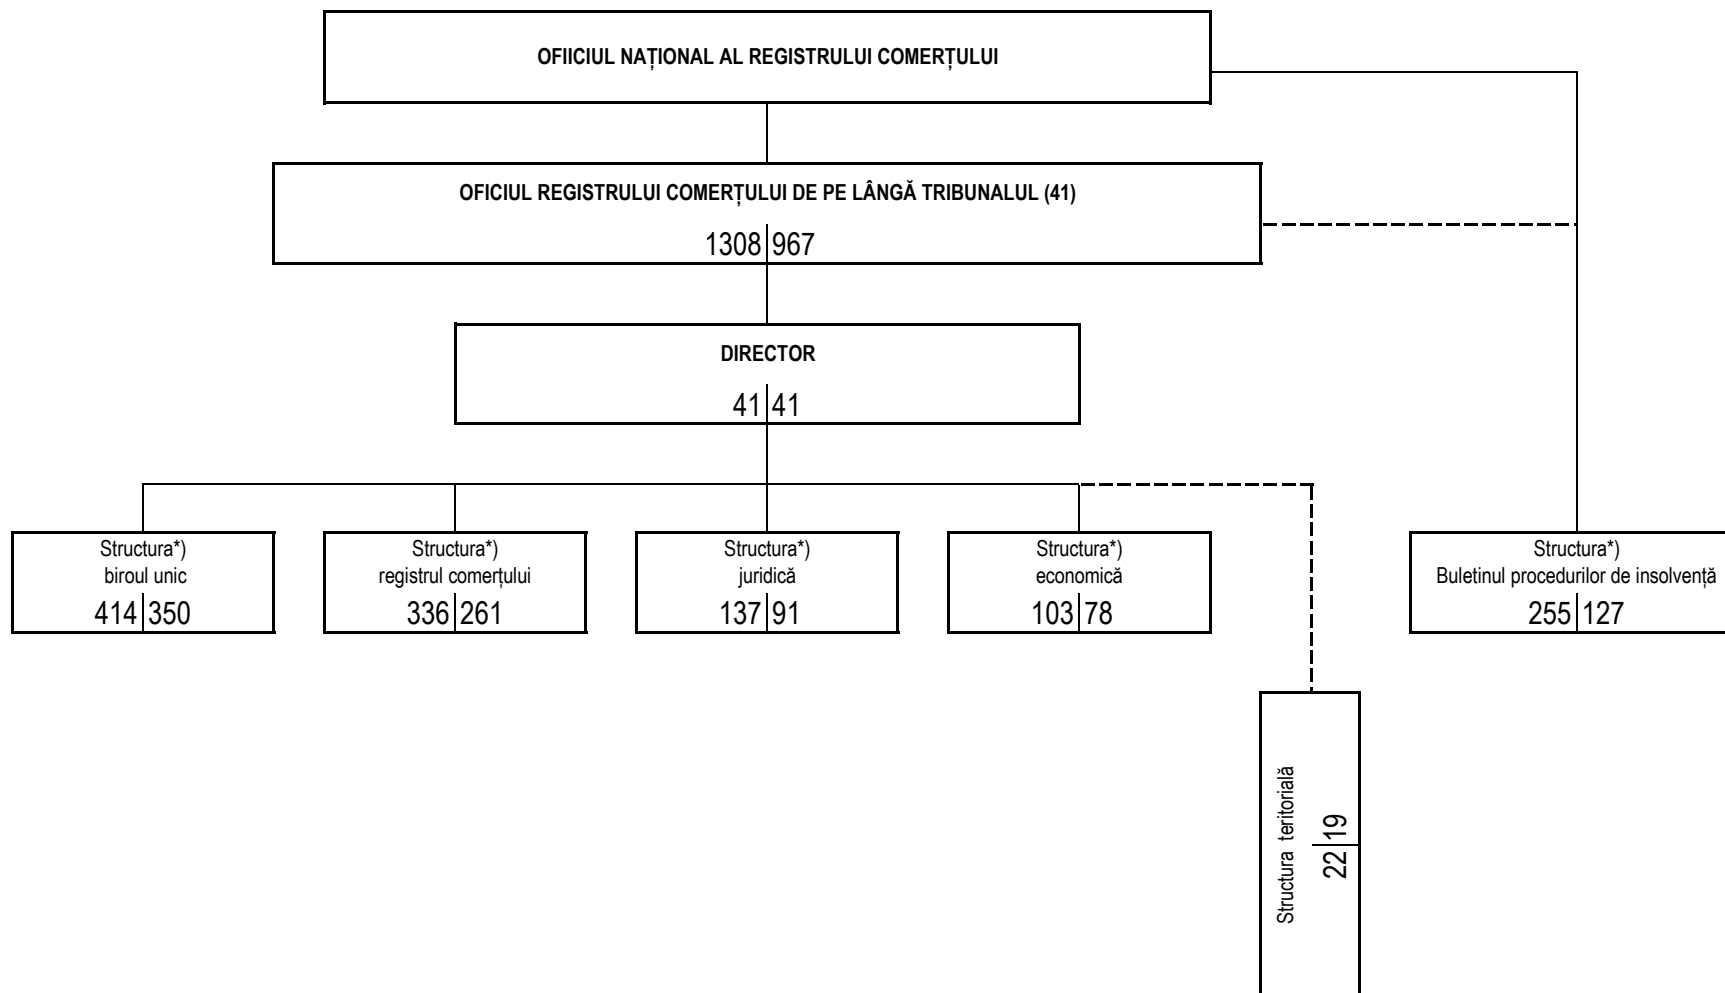 OFIICIUL NAȚIONAL AL REGISTRULUI COMERȚULUI
OFICIUL REGISTRULUI COMERȚULUI DE PE LÂNGĂ TRIBUNALUL (41)
1308 967
DIRECTOR
41 41
Structura*)
biroul unic
414 350
Structura*)
registrul comerțului
336 261
Structura*)
juridică
137 91
Structura*)
economică
103 78
Structura*)
Buletinul procedurilor de insolvență
255 127
Structura teritorială
22 19